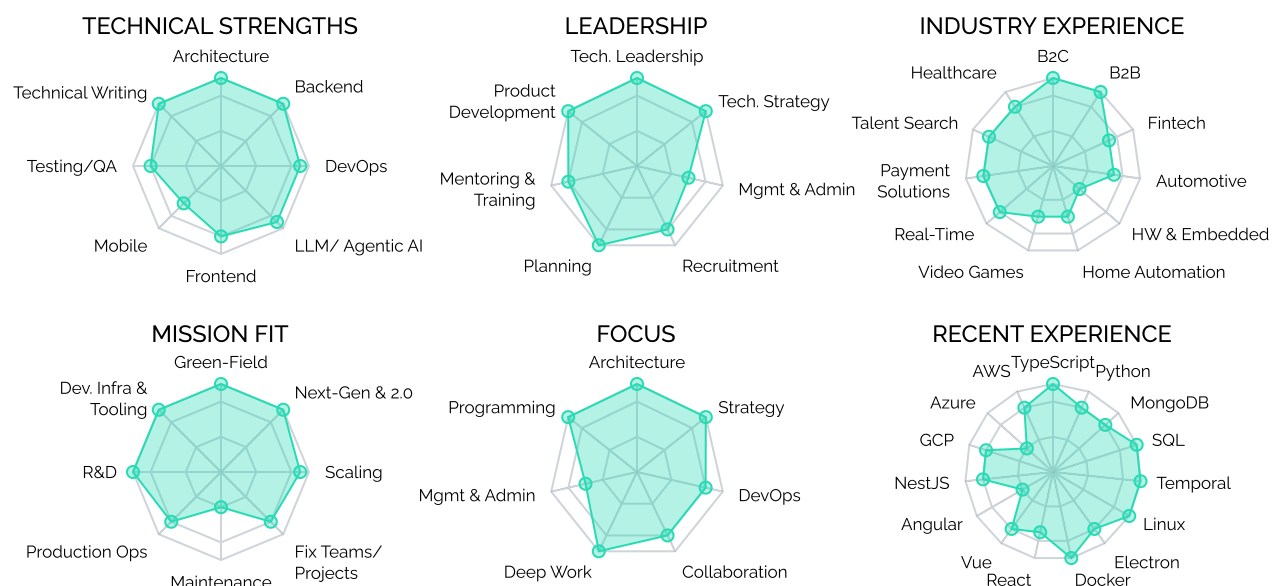 TECHNICAL STRENGTHS
Architecture
Backend
DevOps
LLM/ Agentic AI
Frontend
Mobile
Testing/QA
Technical Writing
LEADERSHIP
Tech. Leadership
Tech. Strategy
Mgmt & Admin
Recruitment
Planning
Mentoring &
Training
Product
Development
INDUSTRY EXPERIENCE
B2C
B2B
Fintech
Automotive
HW & Embedded
Home Automation
Video Games
Real-Time
Payment
Solutions
Talent Search
Healthcare
MISSION FIT
Green-Field
Next-Gen & 2.0
Scaling
Fix Teams/
Projects
Maintenance
Production Ops
R&D
Dev. Infra &
Tooling
FOCUS
Architecture
Strategy
DevOps
Collaboration
Deep Work
Mgmt & Admin
Programming
RECENT EXPERIENCE
TypeScript
Python
MongoDB
SQL
Temporal
Linux
Electron
Docker
React
Vue
Angular
NestJS
GCP
Azure
AWS